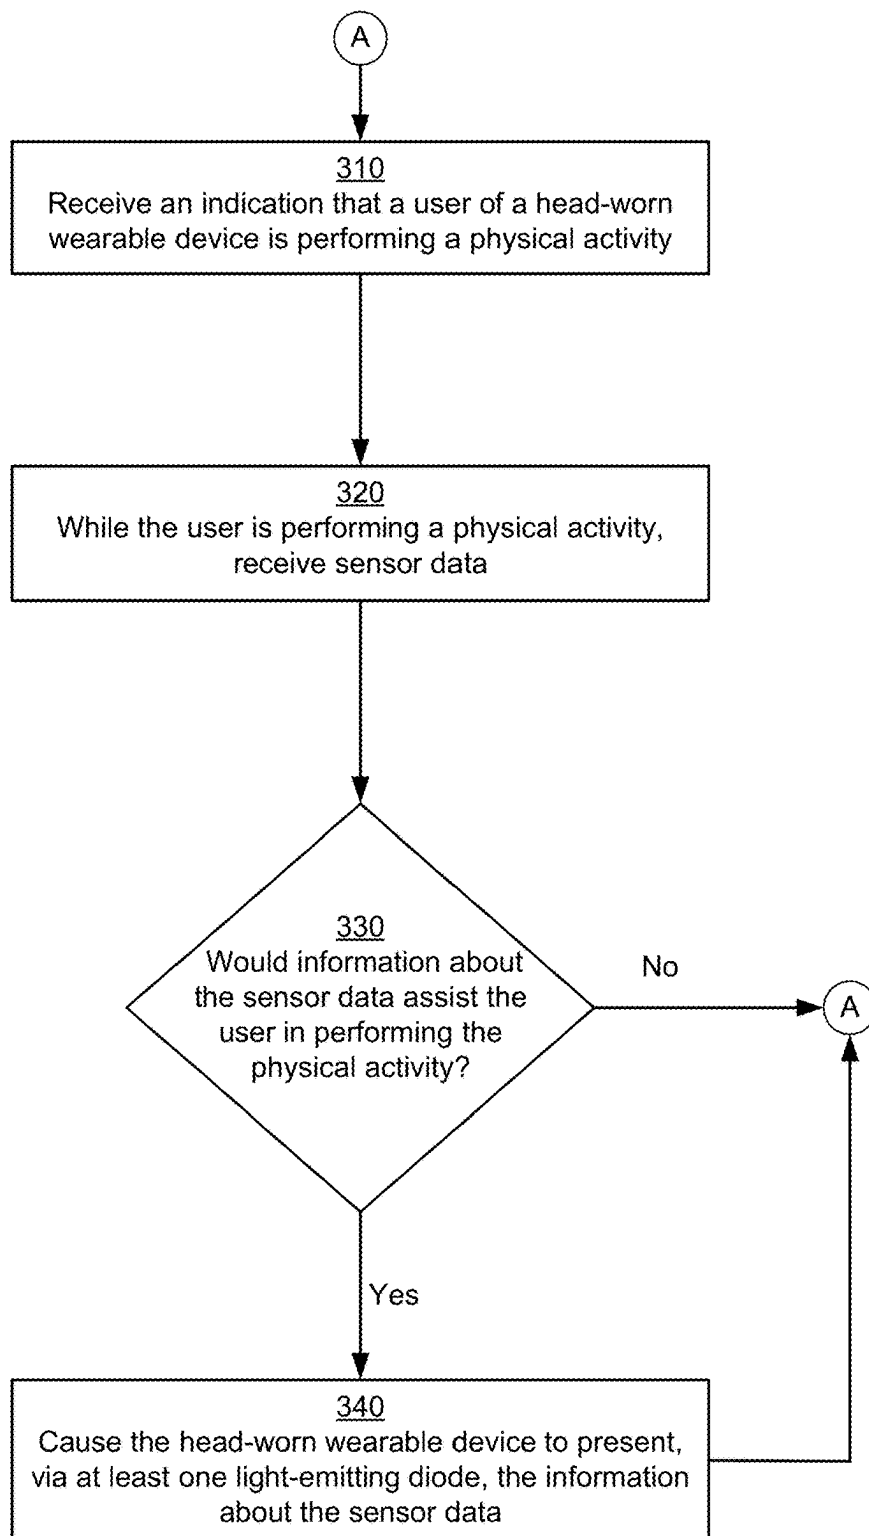 A
310
Receive an indication that a user of a head-worn
wearable device is performing a physical activity
320
While the user is performing a physical activity,
receive sensor data
330
Would information about
the sensor data assist the
user in performing the
physical activity?
No
A
Yes
340
Cause the head-worn wearable device to present,
via at least one light-emitting diode, the information
about the sensor data